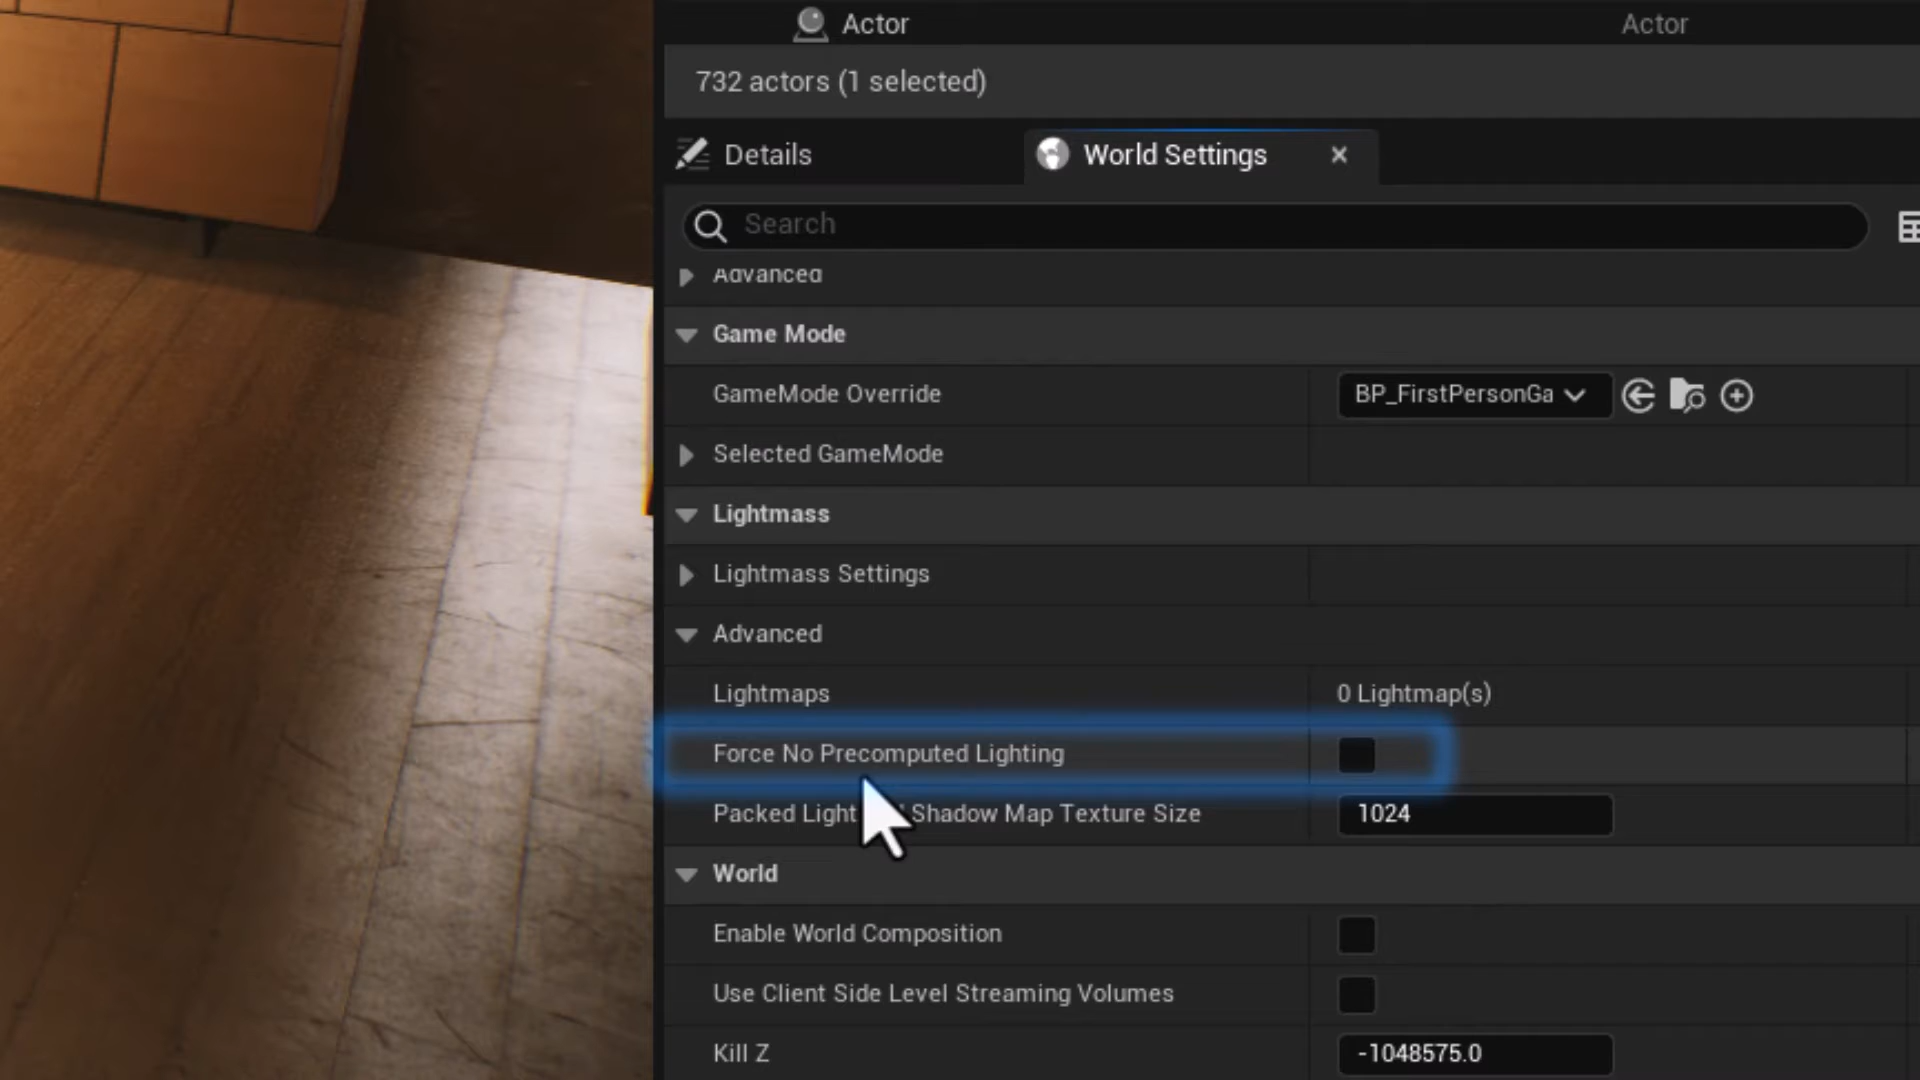 Actor Actor
732 actors (1 selected)
Details World Settings
Search
Advanced
Game Mode
GameMode Override BP_FirstPersonGa
Selected GameMode
Lightmass
Lightmass Settings
Advanced
Lightmaps 0 Lightmap(s)
Force No Precomputed Lighting
Packed Light Shadow Map Texture Size 1024
World
Enable World Composition
Use Client Side Level Streaming Volumes
Kill Z -1048575.0